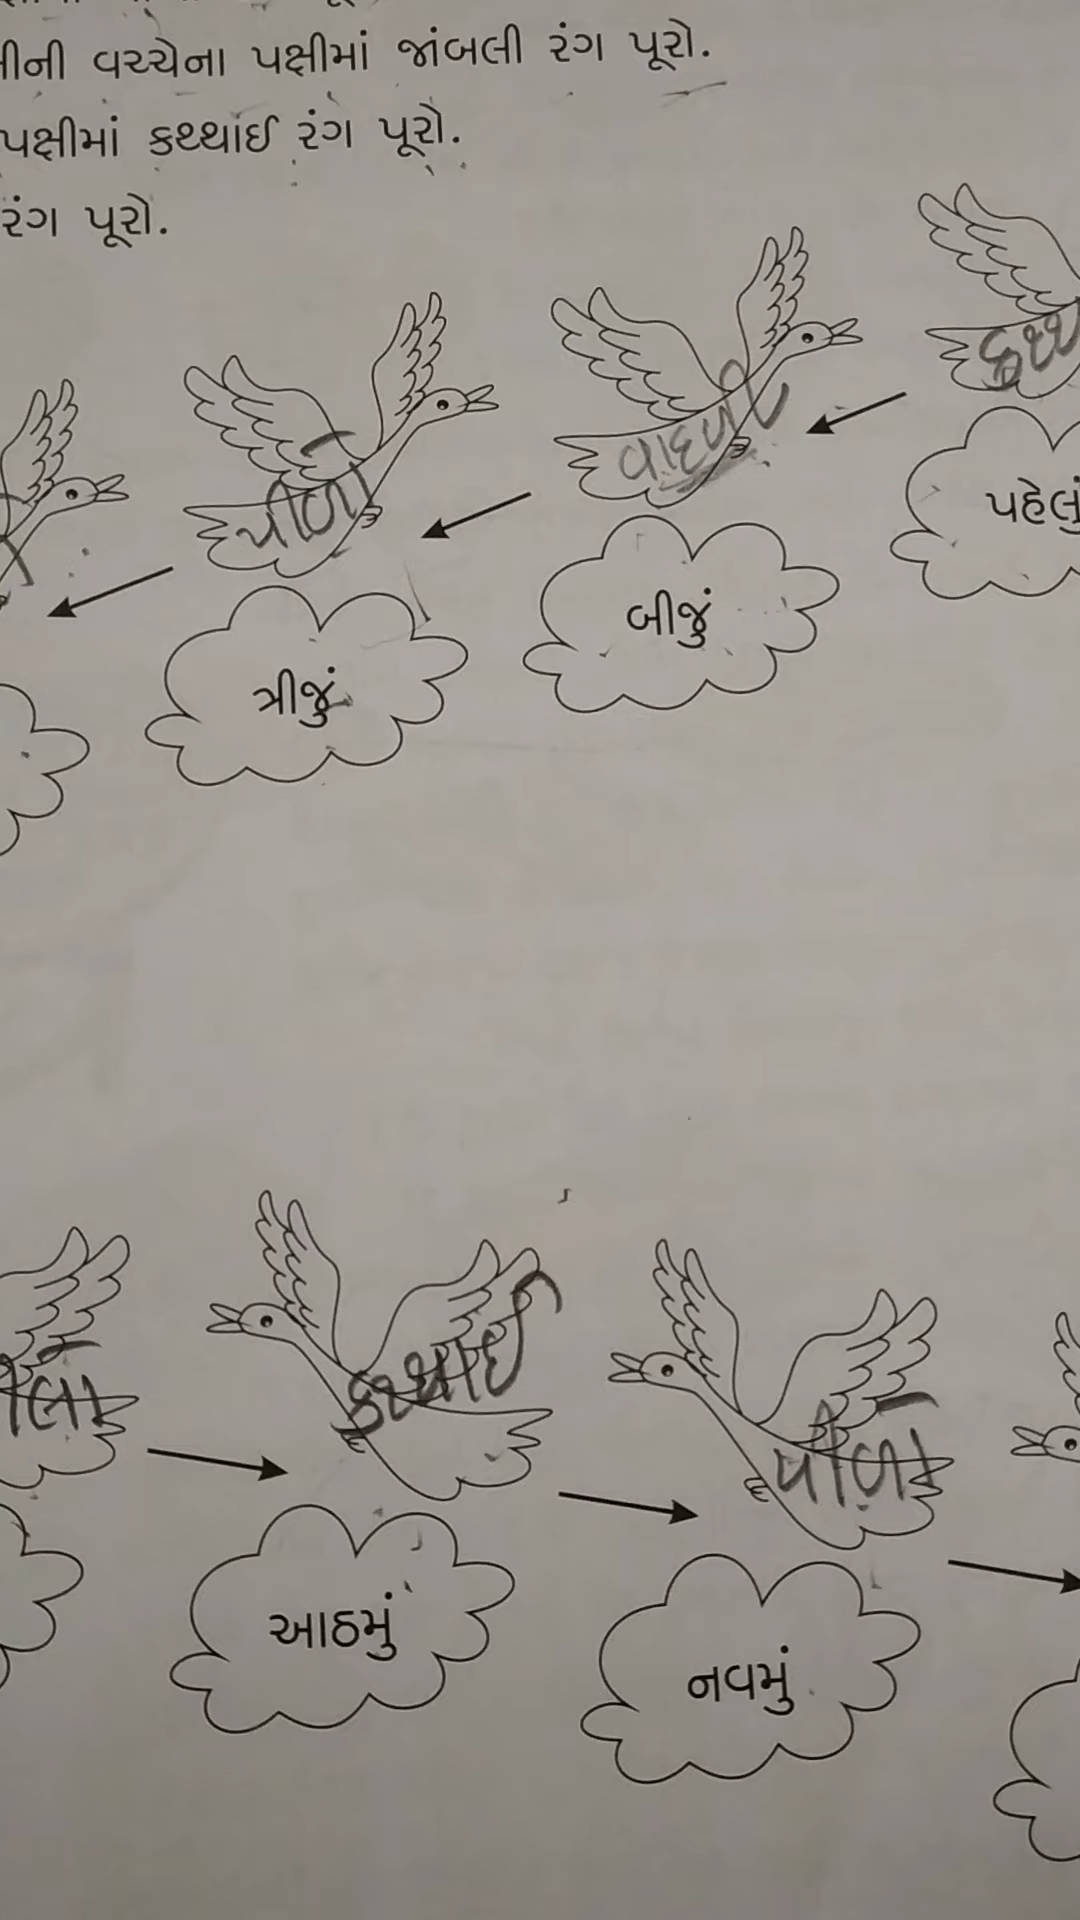 વચ્ચેના પક્ષીમાં જાંબલી રંગ પૂરો.
પક્ષીમાં કથ્થાઈ રંગ પૂરો.
રંગ પૂરો.
વાદળી
પીળો
પહેલું
બીજું
ત્રીજું
કથ્થાઈ
પીળો
આઠમું
નવમું